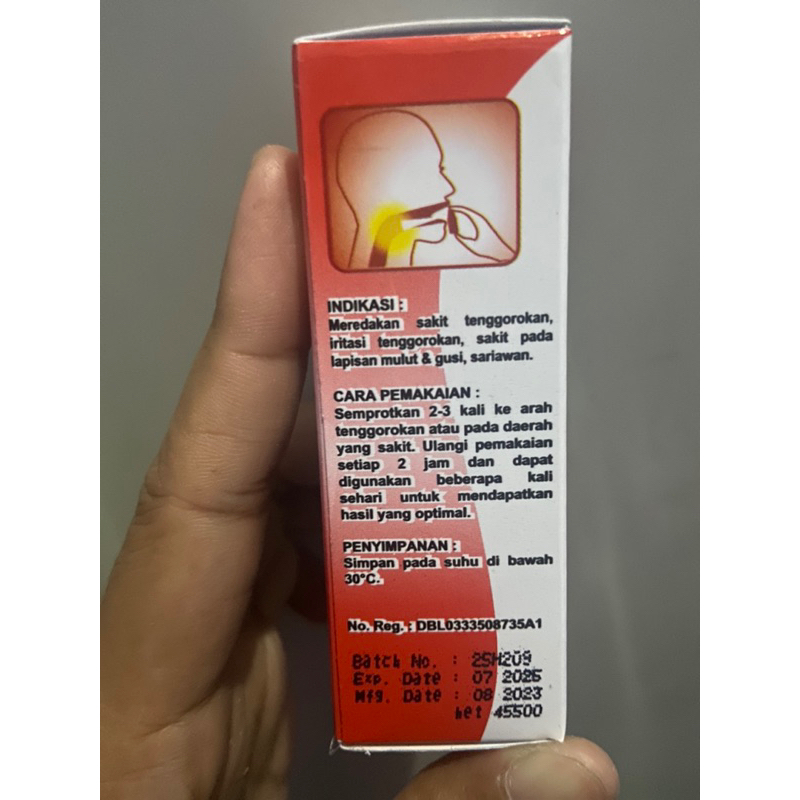 INDIKASI :
Meredakan sakit tenggorokan,
iritasi tenggorokan, sakit pada
lapisan mulut & gusi, sariawan.
CARA PEMAKAIAN :
Semprotkan 2-3 kali ke arah
tenggorokan atau pada daerah
yang sakit. Ulangi pemakaian
setiap 2 jam dan dapat
digunakan beberapa kali
sehari untuk mendapatkan
hasil yang optimal.
PENYIMPANAN :
Simpan pada suhu di bawah
30°C.
No. Reg. : DBL0333508735A1
Batch No. : 25H209
Exp. Date : 07 2025
Mfg. Date : 08 2023
het 45500